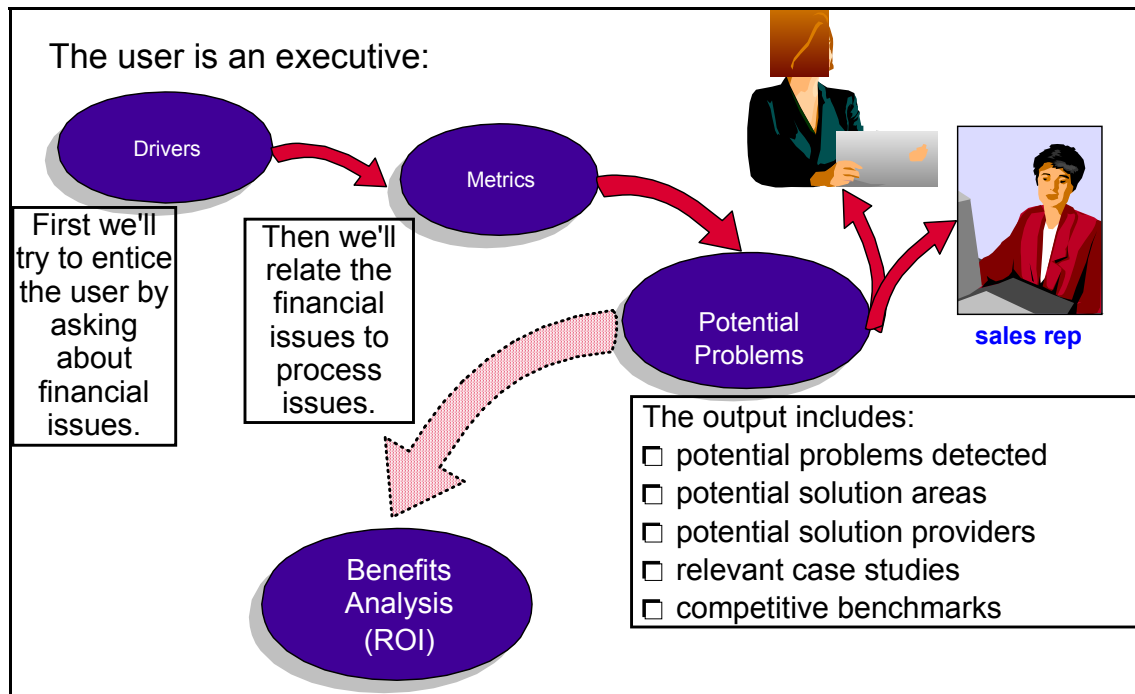 The user is an executive:
Drivers
Metrics
First we'll
try to entice
the user by
asking
about
financial
issues.
Then we'll
relate the
financial
issues to
process
issues.
Potential
Problems
sales rep
The output includes:
potential problems detected
potential solution areas
potential solution providers
relevant case studies
competitive benchmarks
Benefits
Analysis
(ROI)